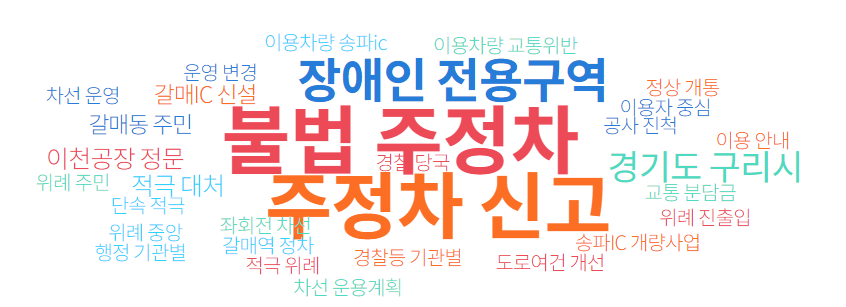 이용차량 송파ic
이용차량 교통위반
운영 변경
장애인 전용구역
정상 개통
차선 운영
갈매IC 신설
이용자 중심
갈매동 주민
불법 주정차
공사 진척
이용 안내
이천공장 정문
경찰 당국
경기도 구리시
위례 주민
적극 대처
교통 분담금
단속 적극
주정차 신고
위례 진출입
좌회전 차선
위례 중앙
갈매역 정차
송파IC 개량사업
행정 기관별
적극 위례
경찰등 기관별
도로여건 개선
차선 운용계획